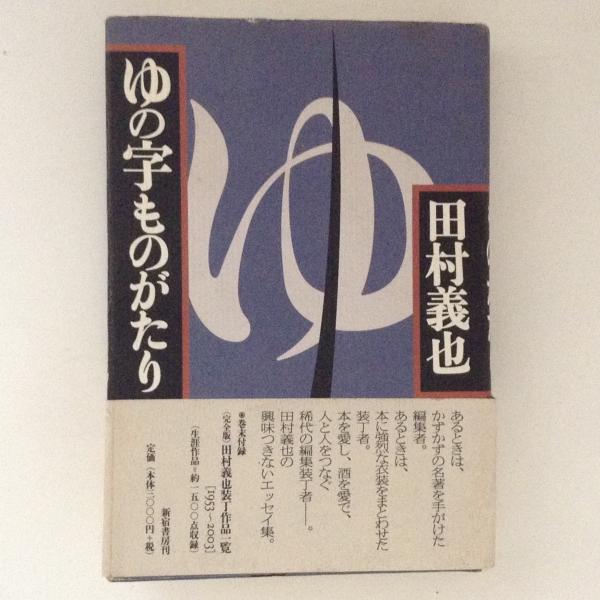 ゆの字ものがたり
ゆ
田村義也
あるときは、
かずかずの名著を手がけた
編集者。
あるときは、
本に強烈な衣装をまとわせた
装丁者。
本を愛し、酒を愛で、
人と人をつなぐ
稀代の編集装丁者――。
田村義也の
興味つきないエッセイ集。
◉巻末付録
〈完全版〉田村義也装丁作品一覧
[1953〜2003]
(生涯作品=約一五〇〇点収録)
新宿書房刊
定価(本体三〇〇〇円+税)